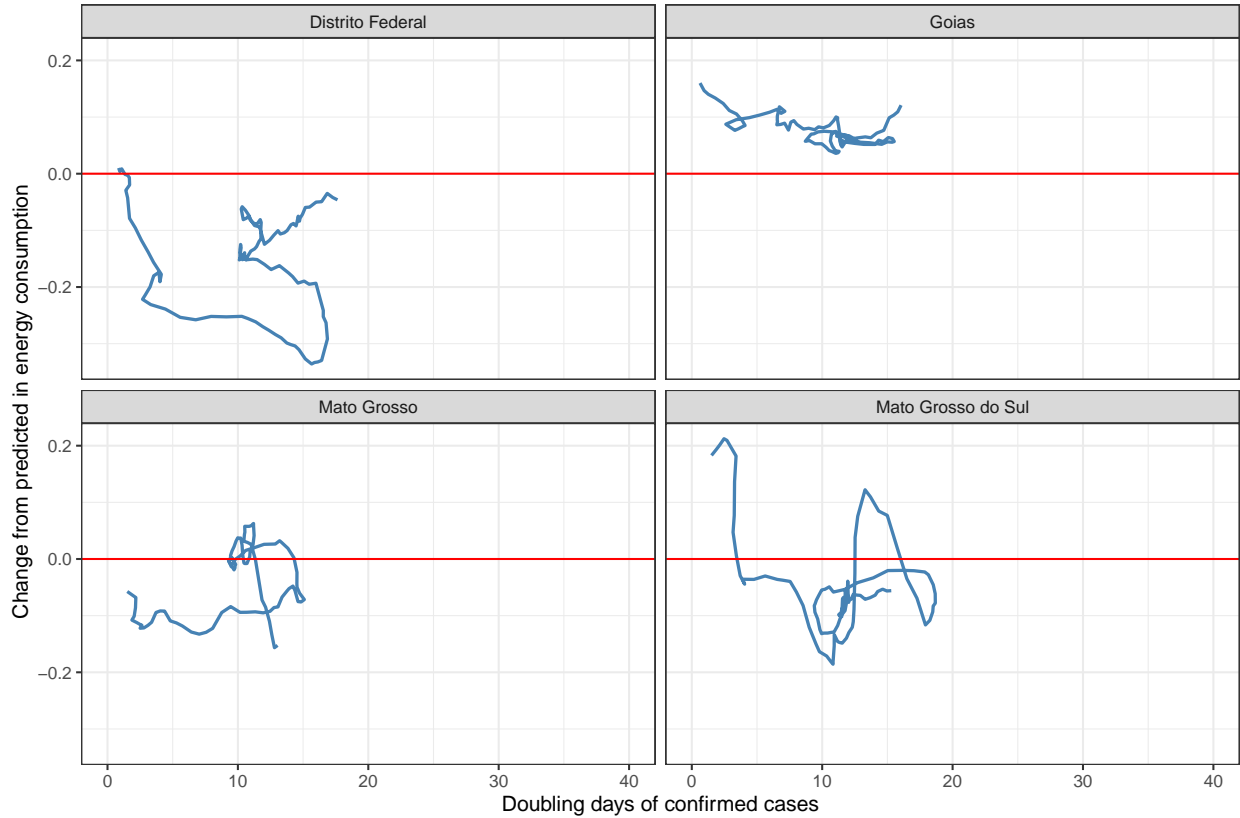 Distrito Federal
Goias
0.2
0.0
−0.2
Change from predicted in energy consumption
Mato Grosso
Mato Grosso do Sul
0.2
0.0
−0.2
0
10
20
30
40
0
10
20
30
40
Doubling days of confirmed cases